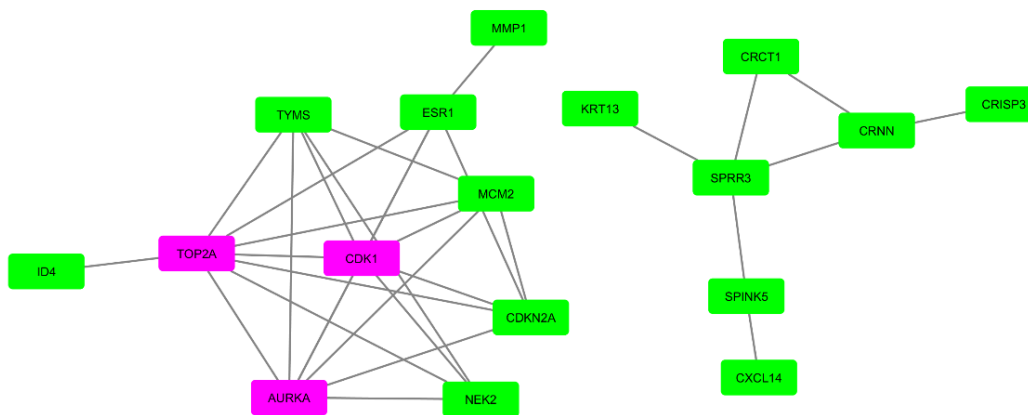 MMP1
CRCT1
KRT13
CRISP3
TYMS
ESR1
CRNN
SPRR3
MCM2
TOP2A
CDK1
ID4
SPINK5
CDKN2A
CXCL14
AURKA
NEK2